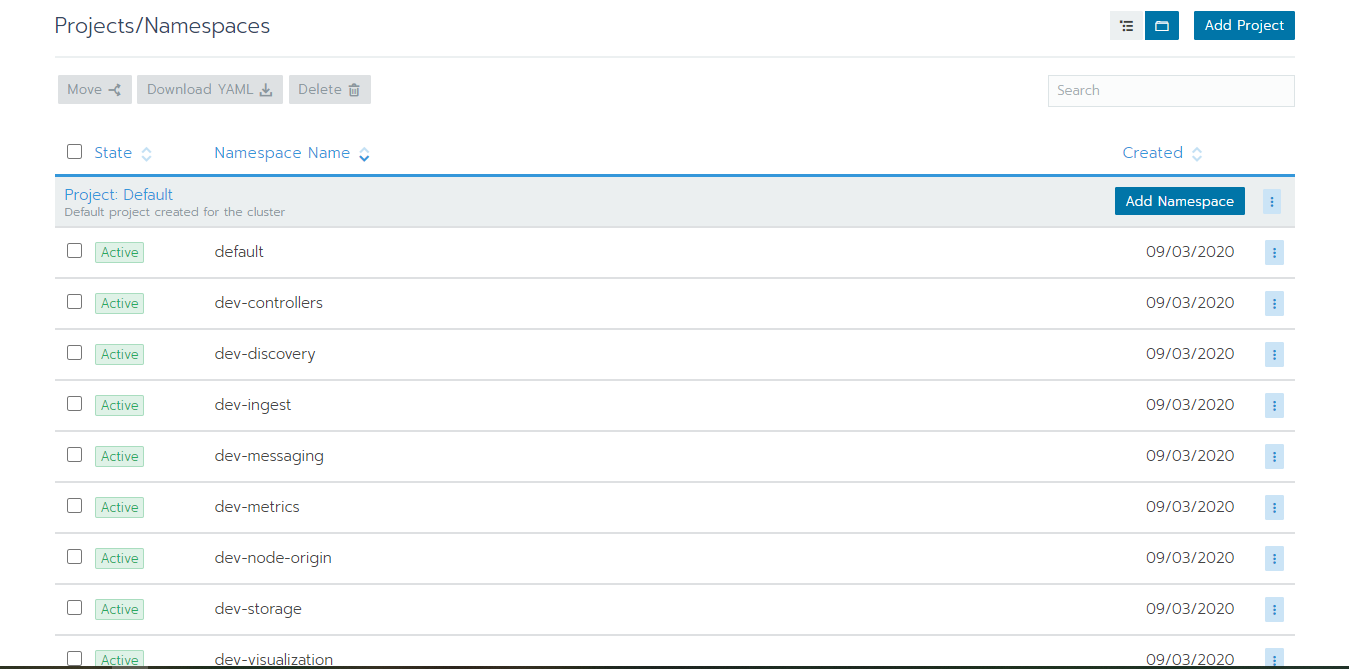 Projects/Namespaces
Add Project
Move Download YAML Delete Search
State Namespace Name Created
Project: Default
Default project created for the cluster
Add Namespace
Active default 09/03/2020
Active dev-controllers 09/03/2020
Active dev-discovery 09/03/2020
Active dev-ingest 09/03/2020
Active dev-messaging 09/03/2020
Active dev-metrics 09/03/2020
Active dev-node-origin 09/03/2020
Active dev-storage 09/03/2020
Active dev-visualization 09/03/2020